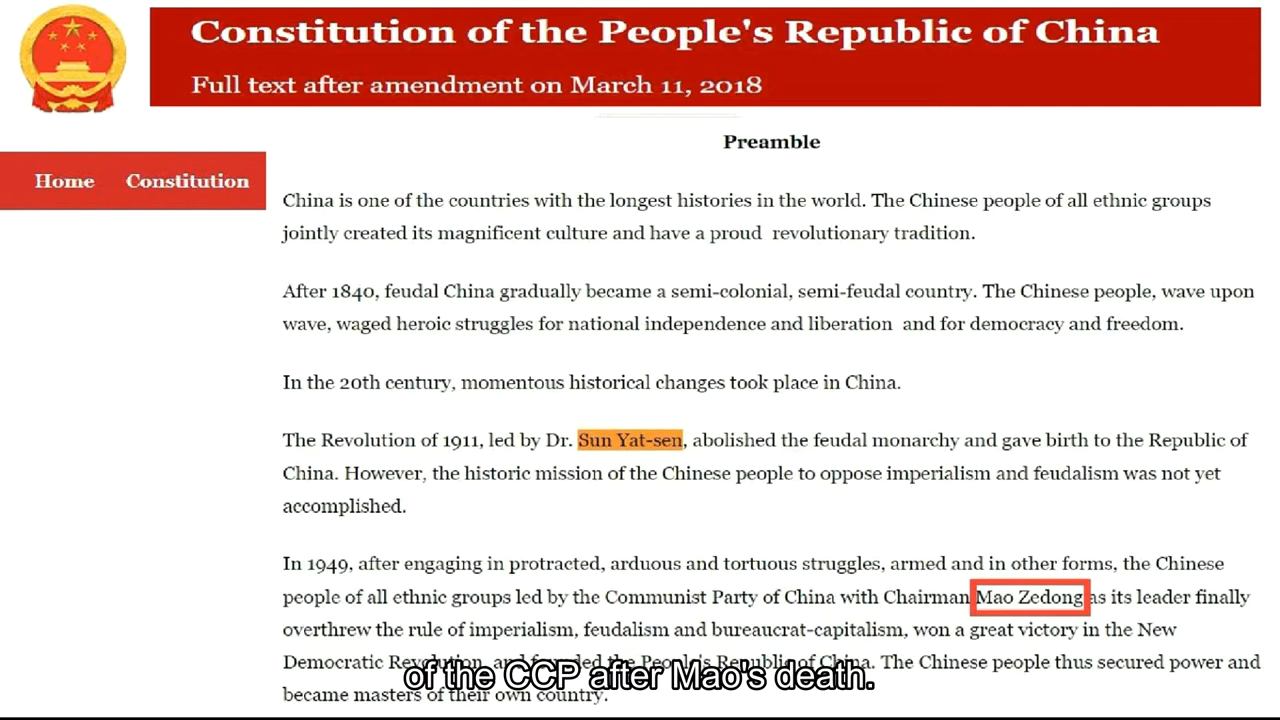 Constitution of the People's Republic of China
Full text after amendment on March 11, 2018
Preamble
Home Constitution
China is one of the countries with the longest histories in the world. The Chinese people of all ethnic groups
jointly created its magnificent culture and have a proud revolutionary tradition.
After 1840, feudal China gradually became a semi-colonial, semi-feudal country. The Chinese people, wave upon
wave, waged heroic struggles for national independence and liberation and for democracy and freedom.
In the 20th century, momentous historical changes took place in China.
The Revolution of 1911, led by Dr. Sun Yat-sen, abolished the feudal monarchy and gave birth to the Republic of
China. However, the historic mission of the Chinese people to oppose imperialism and feudalism was not yet
accomplished.
In 1949, after engaging in protracted, arduous and tortuous struggles, armed and in other forms, the Chinese
people of all ethnic groups led by the Communist Party of China with Chairman Mao Zedong as its leader finally
overthrew the rule of imperialism, feudalism and bureaucrat-capitalism, won a great victory in the New
Democratic Revolution, and founded the People's Republic of China. The Chinese people thus secured power and
became masters of their own country.
of the CCP after Mao's death.